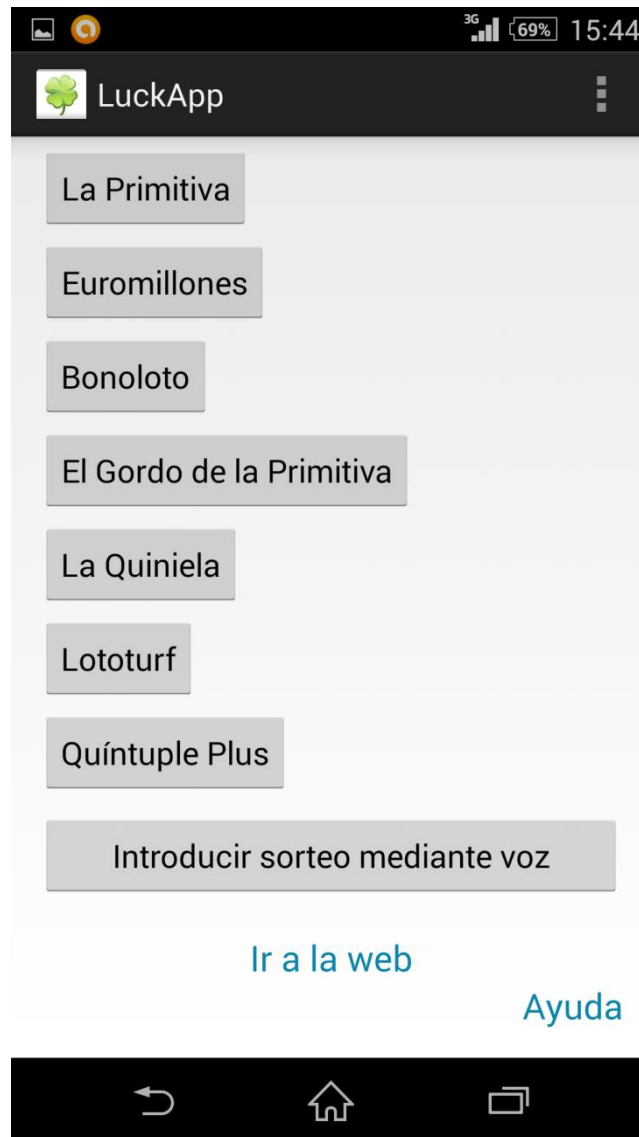 3G 69% 15:44
LuckApp
La Primitiva
Euromillones
Bonoloto
El Gordo de la Primitiva
La Quiniela
Lototurf
Quíntuple Plus
Introducir sorteo mediante voz
Ir a la web
Ayuda